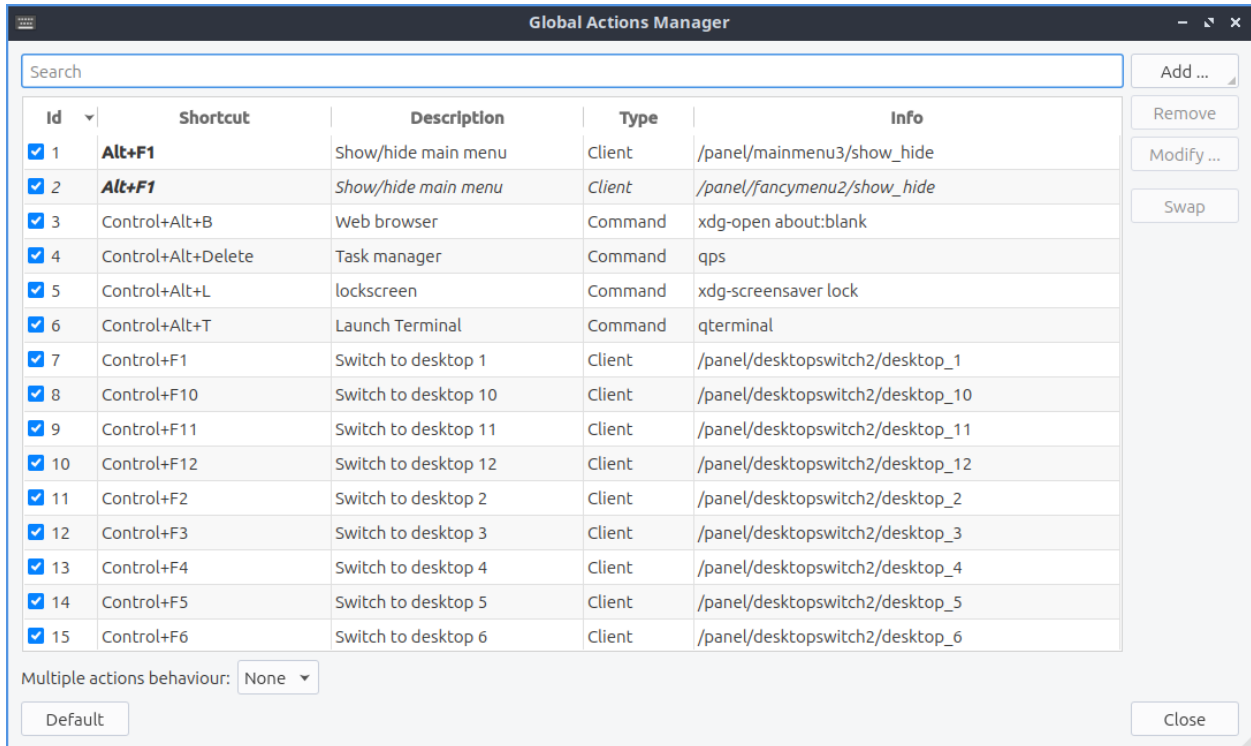 Global Actions Manager
Search
Add ...
Id Shortcut Description Type Info
Remove
1 Alt+F1 Show/hide main menu Client /panel/mainmenu3/show_hide
Modify ...
2 Alt+F1 Show/hide main menu Client /panel/fancymenu2/show_hide
Swap
3 Control+Alt+B Web browser Command xdg-open about:blank
4 Control+Alt+Delete Task manager Command qps
5 Control+Alt+L lockscreen Command xdg-screensaver lock
6 Control+Alt+T Launch Terminal Command qterminal
7 Control+F1 Switch to desktop 1 Client /panel/desktopswitch2/desktop_1
8 Control+F10 Switch to desktop 10 Client /panel/desktopswitch2/desktop_10
9 Control+F11 Switch to desktop 11 Client /panel/desktopswitch2/desktop_11
10 Control+F12 Switch to desktop 12 Client /panel/desktopswitch2/desktop_12
11 Control+F2 Switch to desktop 2 Client /panel/desktopswitch2/desktop_2
12 Control+F3 Switch to desktop 3 Client /panel/desktopswitch2/desktop_3
13 Control+F4 Switch to desktop 4 Client /panel/desktopswitch2/desktop_4
14 Control+F5 Switch to desktop 5 Client /panel/desktopswitch2/desktop_5
15 Control+F6 Switch to desktop 6 Client /panel/desktopswitch2/desktop_6
Multiple actions behaviour: None
Default
Close